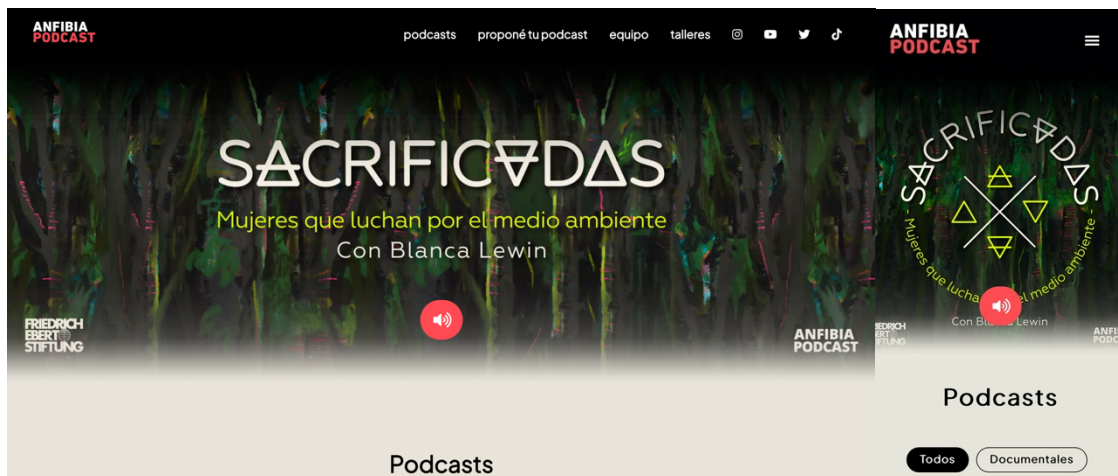 ANFIBIA
PODCAST
podcasts proponé tu podcast equipo talleres
SACRIFICADAS
Mujeres que luchan por el medio ambiente
Con Blanca Lewin
FRIEDRICH
EBERT
STIFTUNG
ANFIBIA
PODCAST
Podcasts
ANFIBIA
PODCAST
SACRIFICADAS
- Mujeres que lucha el medio ambiente -
Con Lewin
EBERT
Podcasts
Todos Documentales